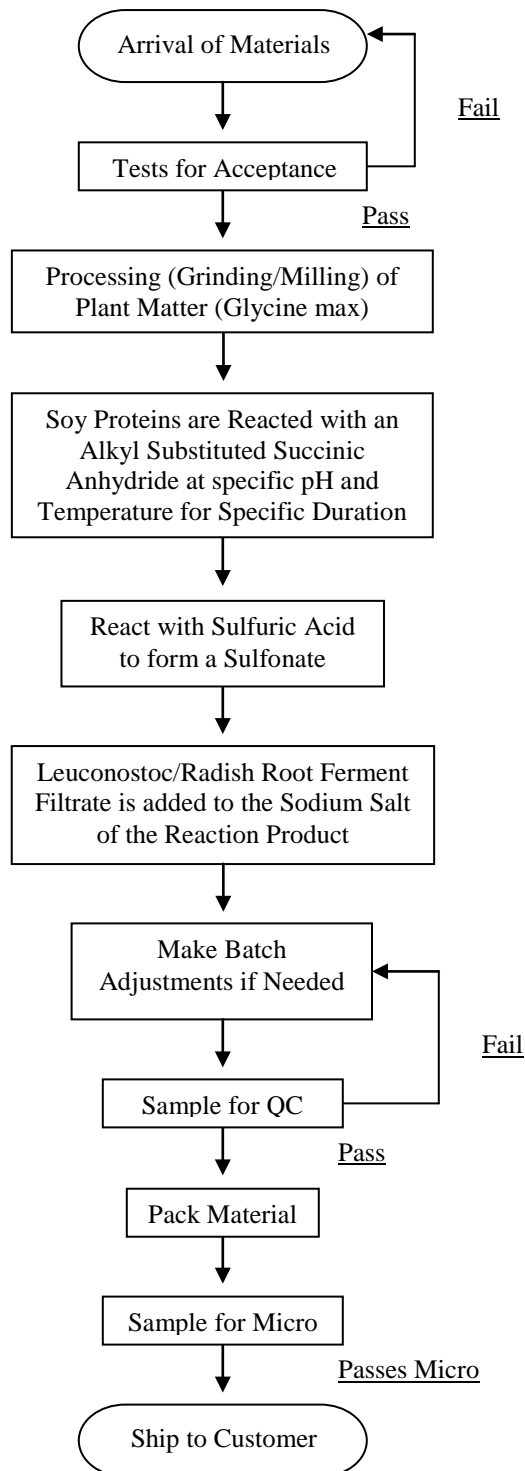 Arrival of Materials
Fail
Tests for Acceptance
Pass
Processing (Grinding/Milling) of
Plant Matter (Glycine max)
Soy Proteins are Reacted with an
Alkyl Substituted Succinic
Anhydride at specific pH and
Temperature for Specific Duration
React with Sulfuric Acid
to form a Sulfonate
Leuconostoc/Radish Root Ferment
Filtrate is added to the Sodium Salt
of the Reaction Product
Make Batch
Adjustments if Needed
Fail
Sample for QC
Pass
Pack Material
Sample for Micro
Passes Micro
Ship to Customer